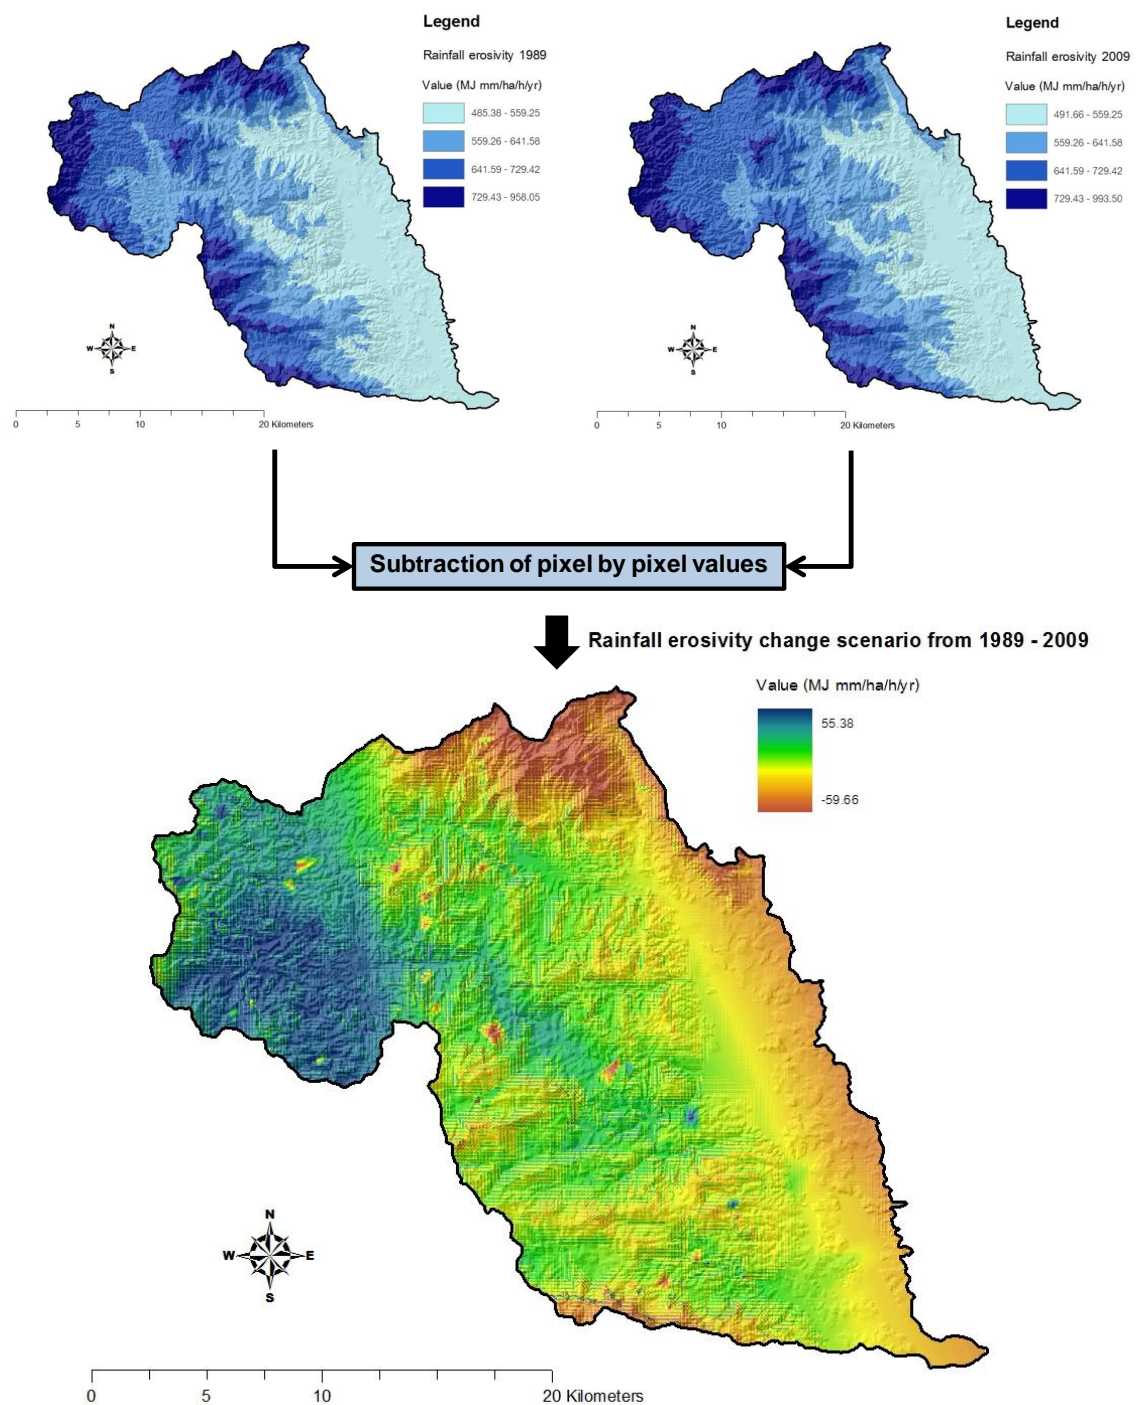 Legend
Rainfall erosivity 1989
Value (MJ mm/ha/h/yr)
485.38 - 559.25
559.26 - 641.58
641.59 - 729.42
729.43 - 958.05
N
W E
S
0 5 10 20 Kilometers
Legend
Rainfall erosivity 2009
Value (MJ mm/ha/h/yr)
491.66 - 559.25
559.26 - 641.58
641.59 - 729.42
729.43 - 993.50
N
W E
S
0 5 10 20 Kilometers
Subtraction of pixel by pixel values
Rainfall erosivity change scenario from 1989 - 2009
Value (MJ mm/ha/h/yr)
55.38
-59.66
N
W E
S
0 5 10 20 Kilometers